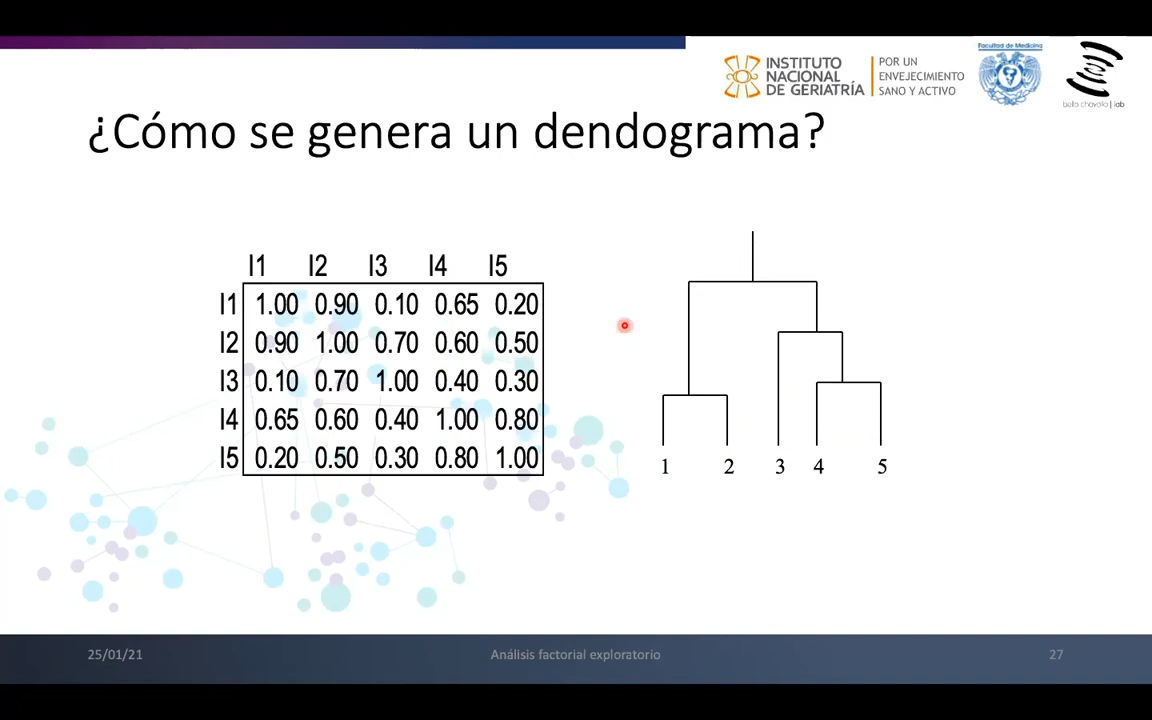 INSTITUTO
NACIONAL
DE GERIATRÍA
POR UN
ENVEJECIMIENTO
SANO Y ACTIVO
Facultad de Medicina
bello chavolla | lab
¿Cómo se genera un dendograma?
I1 I2 I3 I4 I5
I1 1.00 0.90 0.10 0.65 0.20
I2 0.90 1.00 0.70 0.60 0.50
I3 0.10 0.70 1.00 0.40 0.30
I4 0.65 0.60 0.40 1.00 0.80
I5 0.20 0.50 0.30 0.80 1.00
1 2 3 4 5
25/01/21
Análisis factorial exploratorio
27